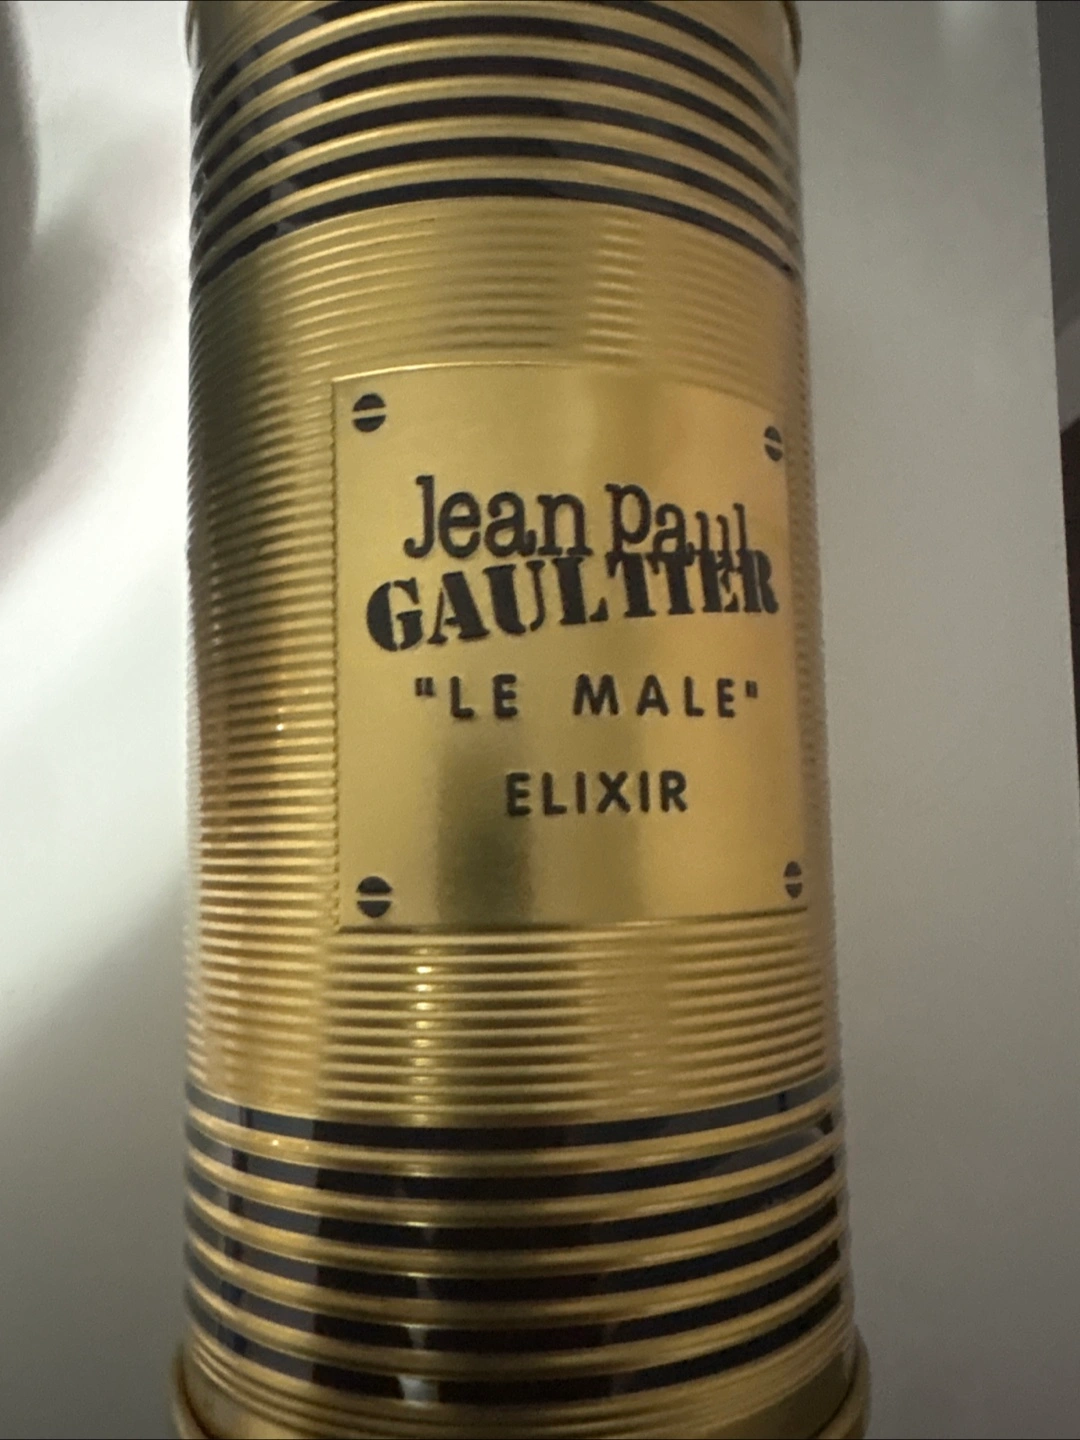 Jean Paul
GAULTIER
"LE MALE"
ELIXIR